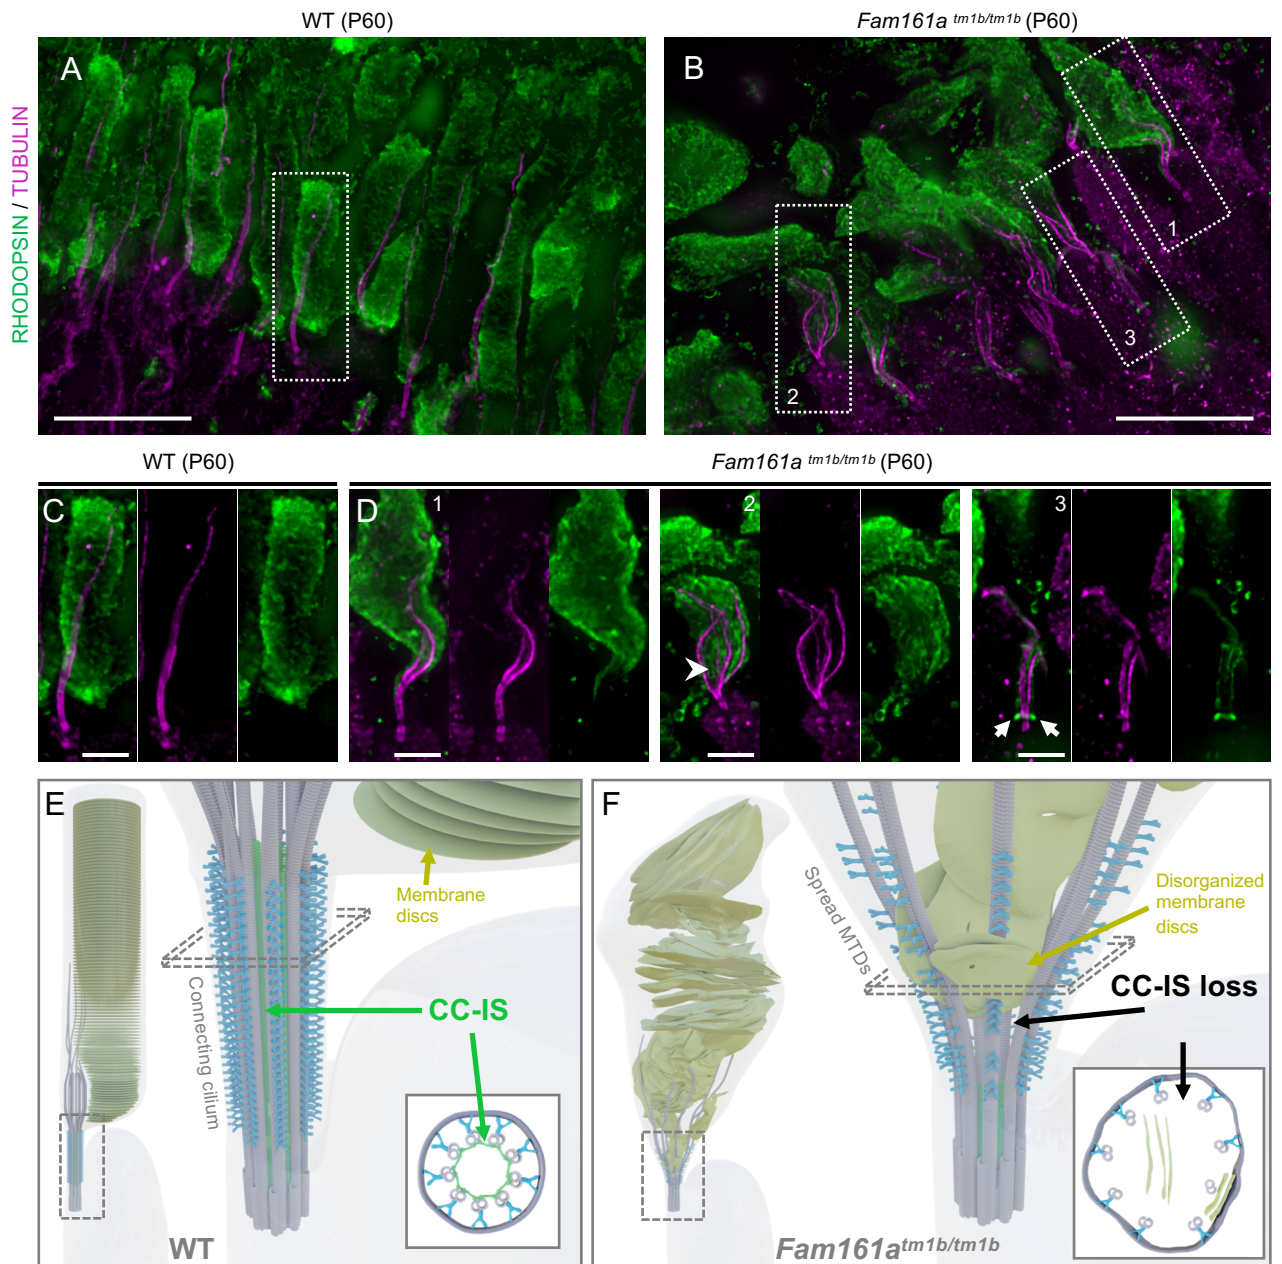 WT (P60)
Fam161a tm1b/tm1b (P60)
RHODOPSIN / TUBULIN
A
B
1
2
3
WT (P60)
Fam161a tm1b/tm1b (P60)
C
D
1
2
3
E
Membrane
discs
Connecting cilium
CC-IS
WT
F
Spread MTDs
Disorganized
membrane
discs
CC-IS loss
Fam161a tm1b/tm1b